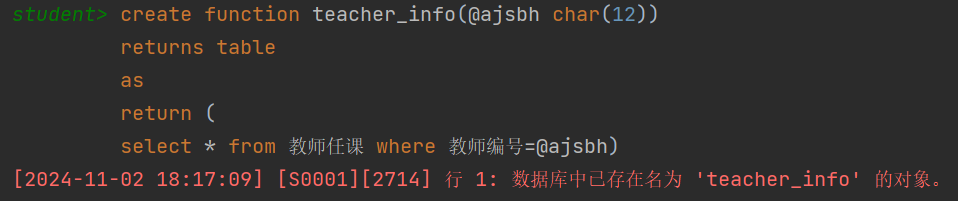 student> create function teacher_info(@ajsbh char(12))
returns table
as
return (
select * from 教师任课 where 教师编号=@ajsbh)
[2024-11-02 18:17:09] [S0001][2714] 行 1: 数据库中已存在名为 'teacher_info' 的对象。